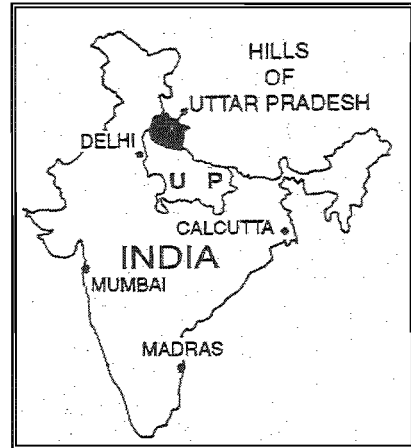 HILLS
OF
UTTAR PRADESH
DELHI
U P
CALCUTTA
INDIA
MUMBAI
MADRAS